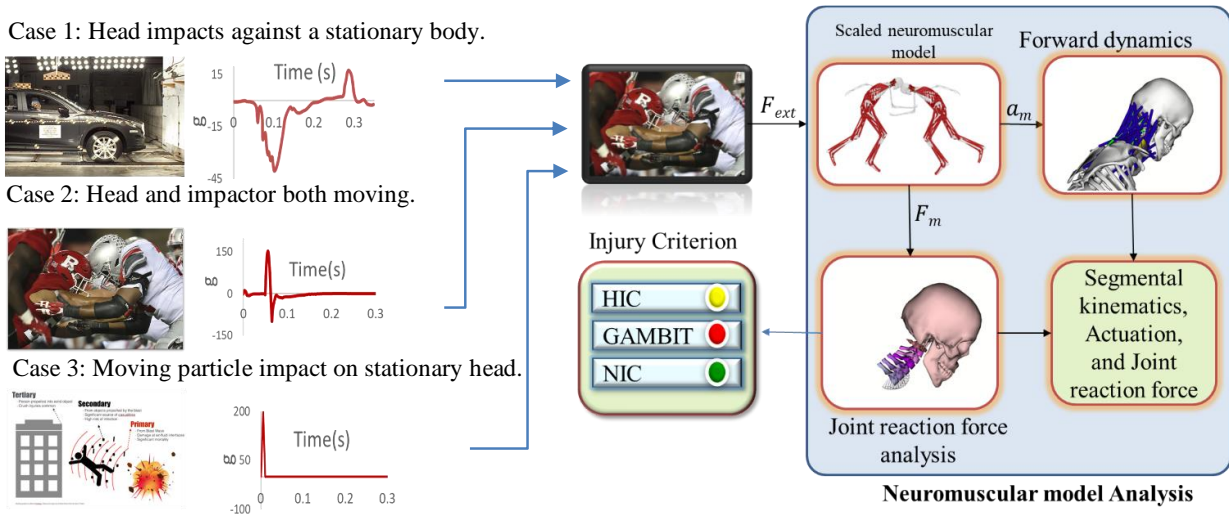 Case 1: Head impacts against a stationary body.
15
Time (s)
0
-15
g
-45
0
0.1
0.2
0.3
Case 2: Head and impactor both moving.
150
Time(s)
g
0
-150
0
0.1
0.2
0.3
Case 3: Moving particle impact on stationary head.
Tertiary
Secondary
Primary
200
Time(s)
g
50
-100
0
0.1
0.2
0.3
F_ext
Injury Criterion
HIC
GAMBIT
NIC
Scaled neuromuscular
model
a_m
Forward dynamics
F_m
Joint reaction force
analysis
Segmental
kinematics,
Actuation,
and Joint
reaction force
Neuromuscular model Analysis